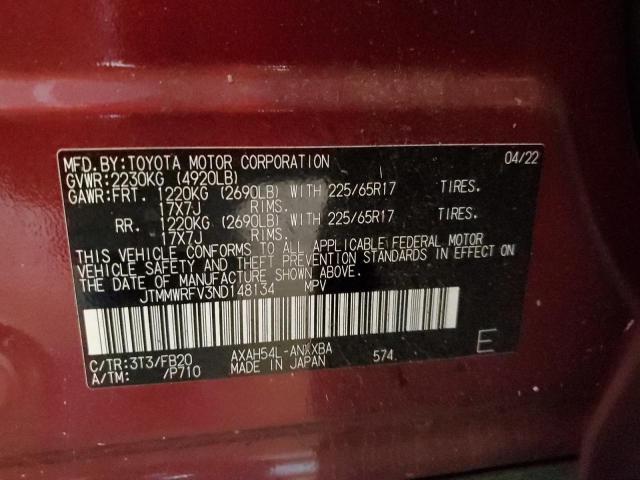 MFD.BY:TOYOTA MOTOR CORPORATION 04/22
GVWR:2230KG (4920LB)
GAWR:FRT. 1220KG (2690LB) WITH 225/65R17 TIRES.
17X7J RIMS.
RR. 1220KG (2690LB) WITH 225/65R17 TIRES.
17X7J RIMS.
THIS VEHICLE CONFORMS TO ALL APPLICABLE FEDERAL MOTOR
VEHICLE SAFETY AND THEFT PREVENTION STANDARDS IN EFFECT ON
THE DATE OF MANUFACTURE SHOWN ABOVE.
JTMMWRFV3ND148134 MPV
C/TR:3T3/FB20 AXAH54L-ANXXBA 574
A/TM: /P710 MADE IN JAPAN E